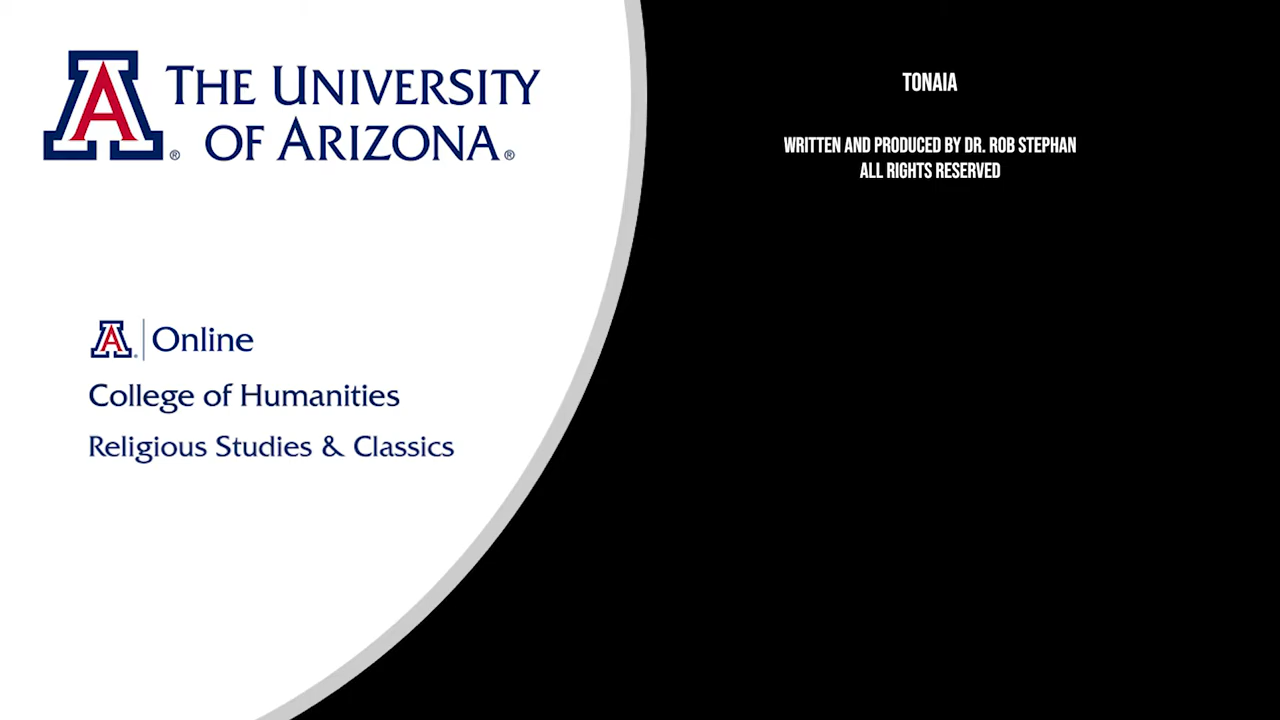 THE UNIVERSITY
OF ARIZONA®
A® | Online
College of Humanities
Religious Studies & Classics
TONAIA
WRITTEN AND PRODUCED BY DR. ROB STEPHAN
ALL RIGHTS RESERVED